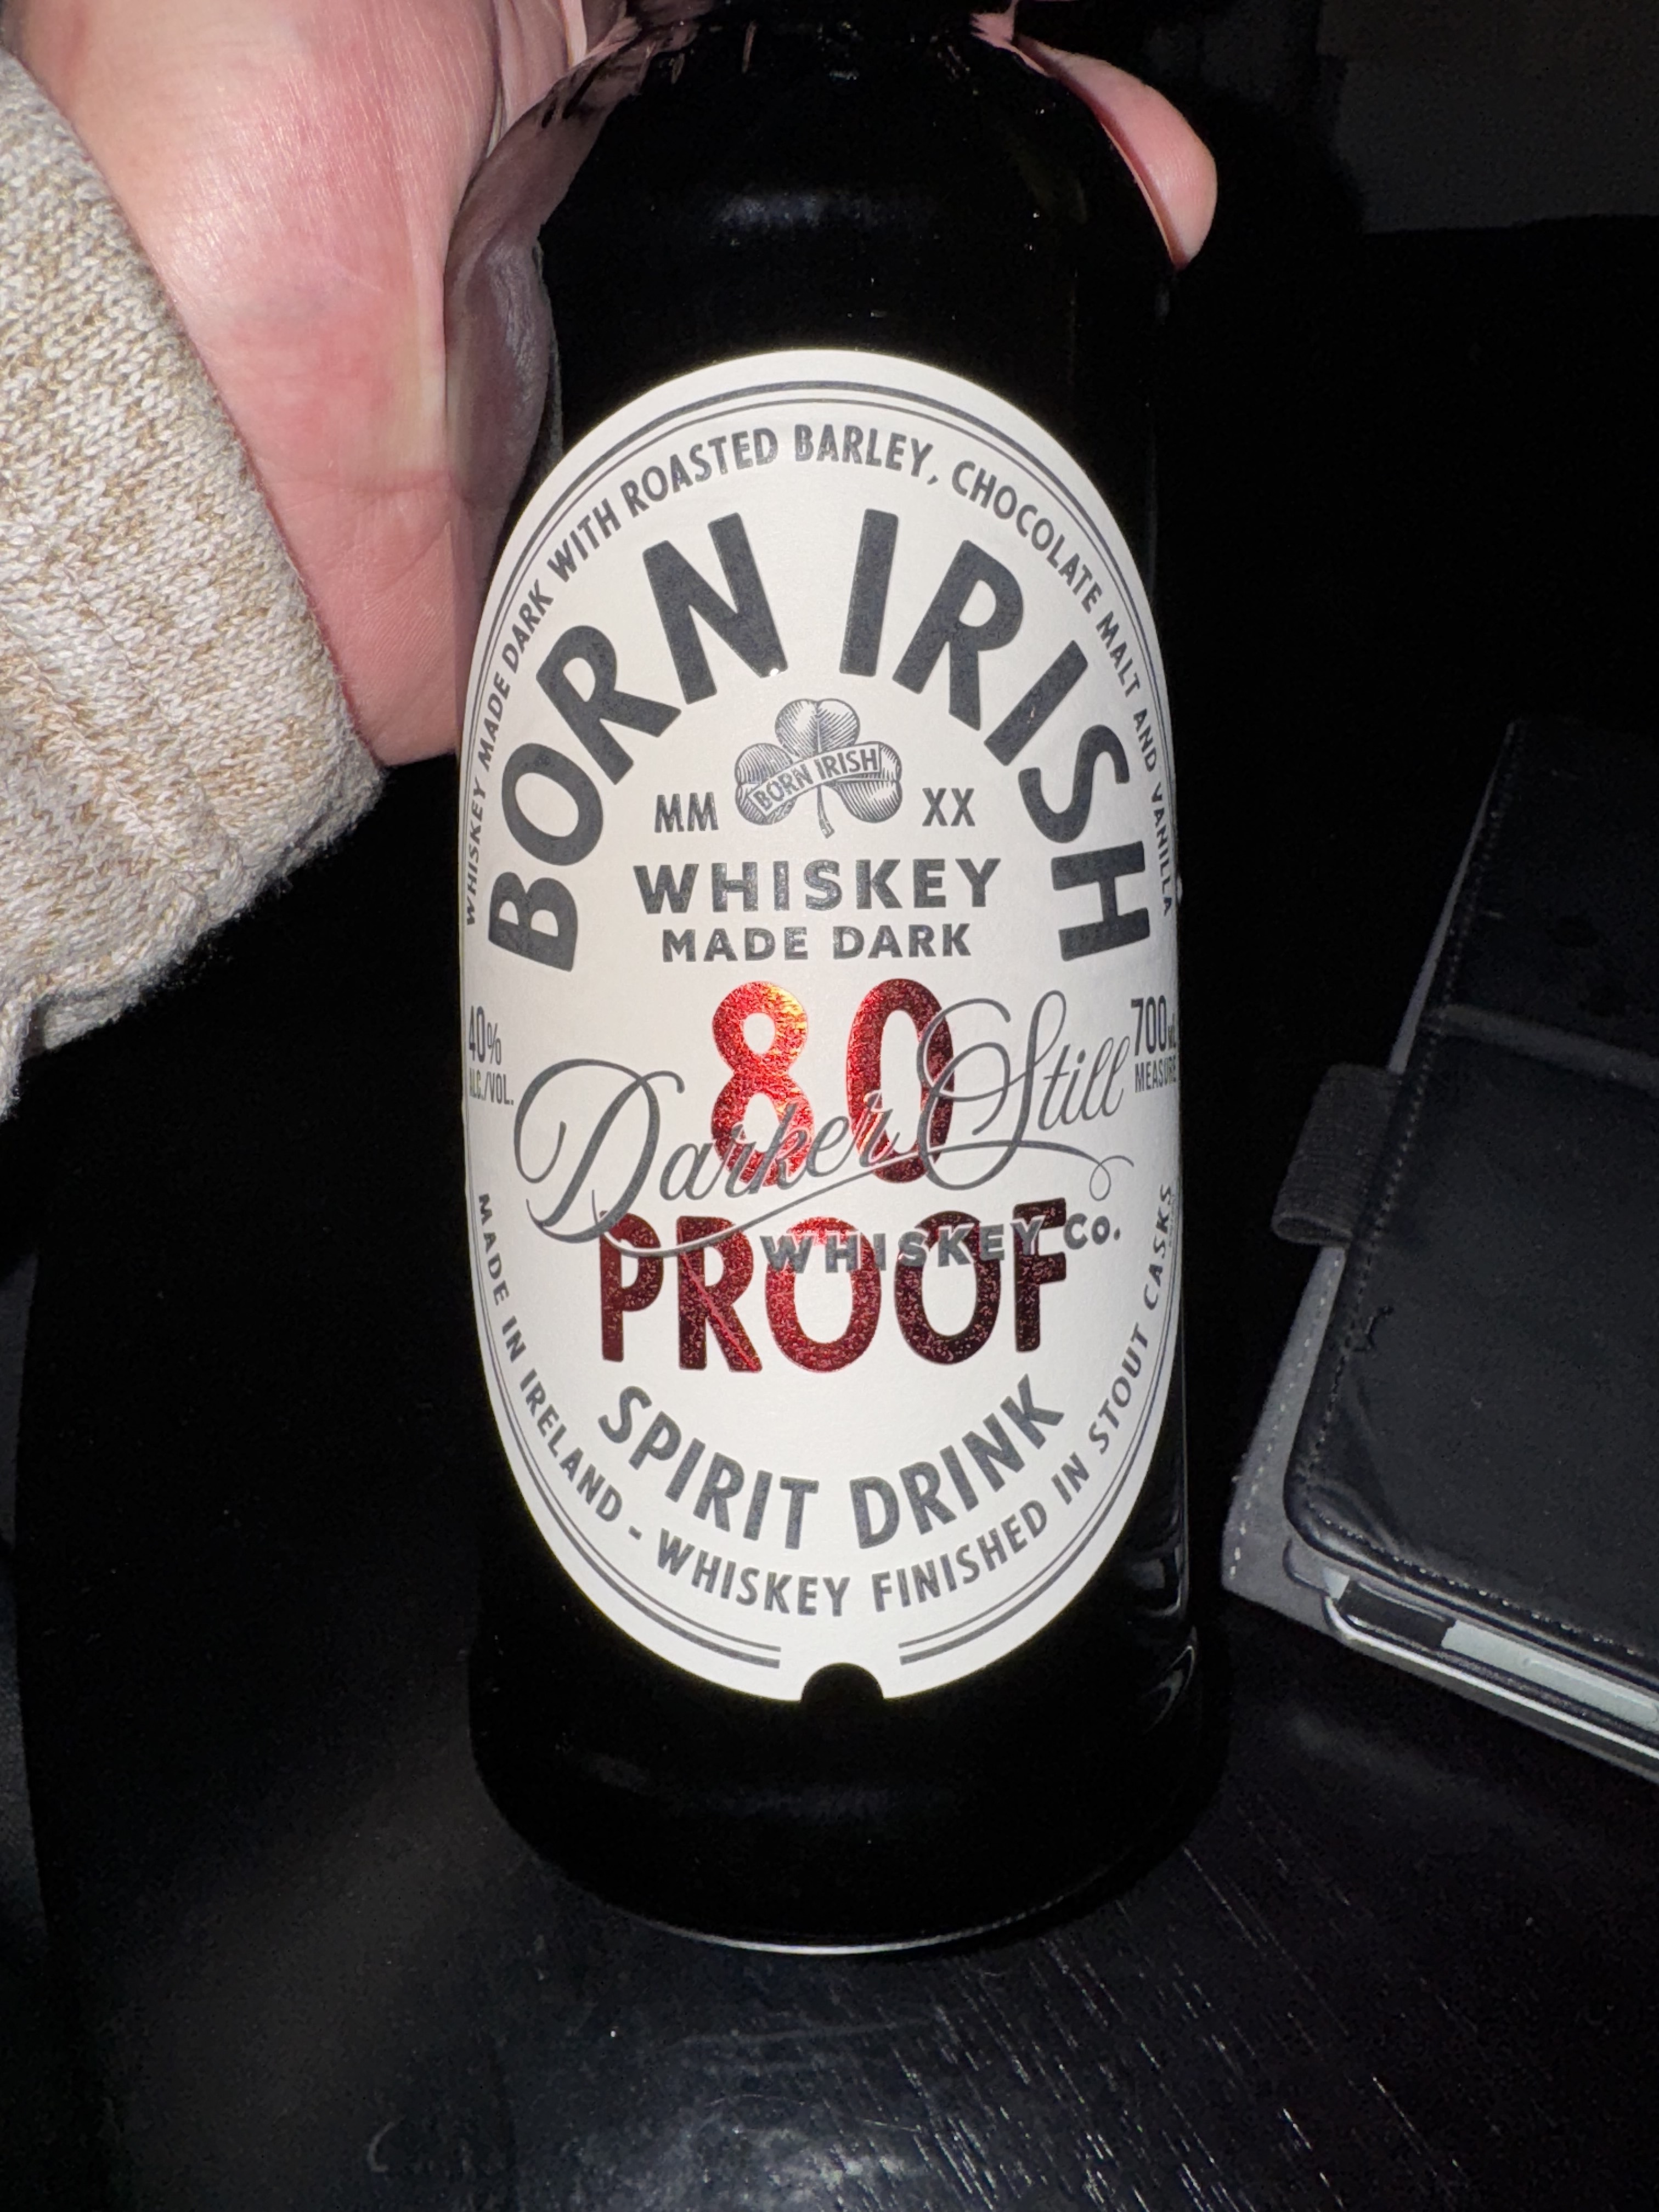 WHISKEY MADE DARK WITH ROASTED BARLEY, CHOCOLATE MALT AND VANILLA
BORN IRISH
BORN IRISH
MM XX
WHISKEY
MADE DARK
80
40%
ALC./VOL.
Darker Still
700ML
MEASURE
WHISKEY Co.
PROOF
SPIRIT DRINK
MADE IN IRELAND - WHISKEY FINISHED IN STOUT CASKS